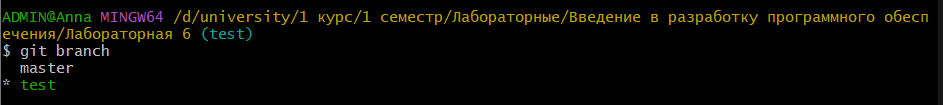 ADMIN@Anna MINGW64 /d/university/1 курс/1 семестр/Лабораторные/Введение в разработку программного обесп
ечения/Лабораторная 6 (test)
$ git branch
  master
* test